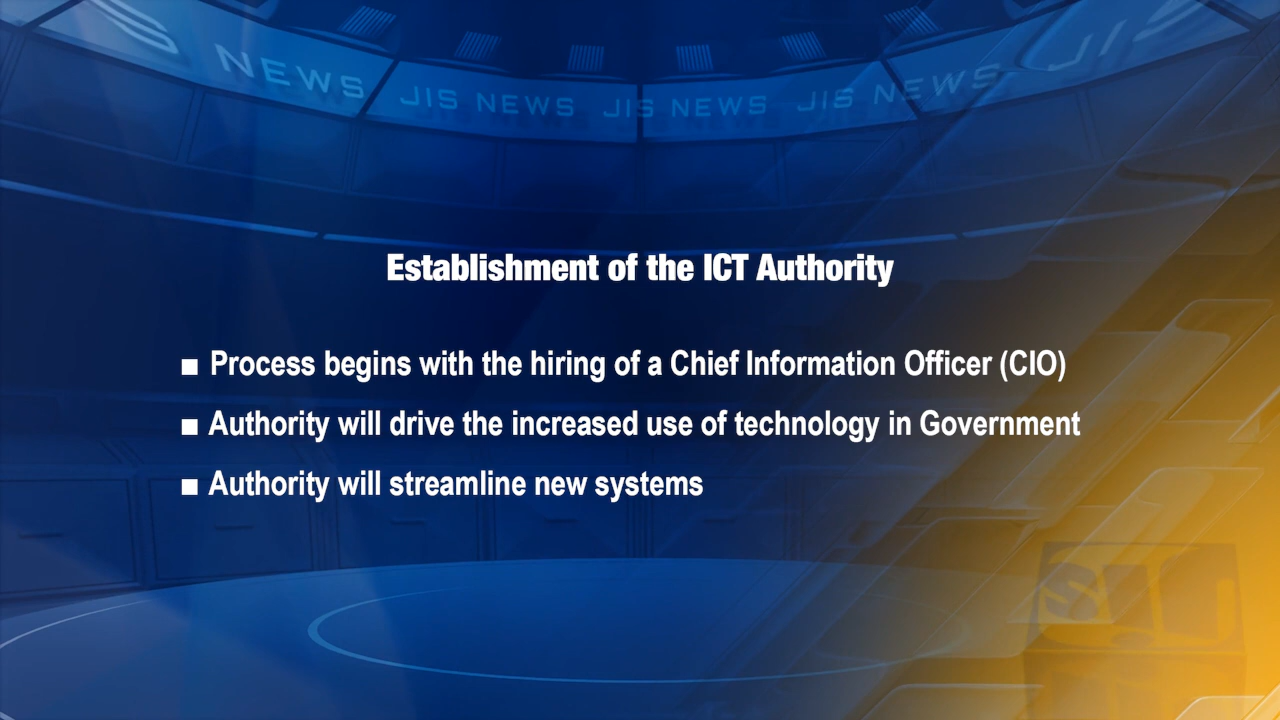 S NEWS JIS NEWS JIS NEWS JIS NEWS JIS
Establishment of the ICT Authority
■ Process begins with the hiring of a Chief Information Officer (CIO)
■ Authority will drive the increased use of technology in Government
■ Authority will streamline new systems